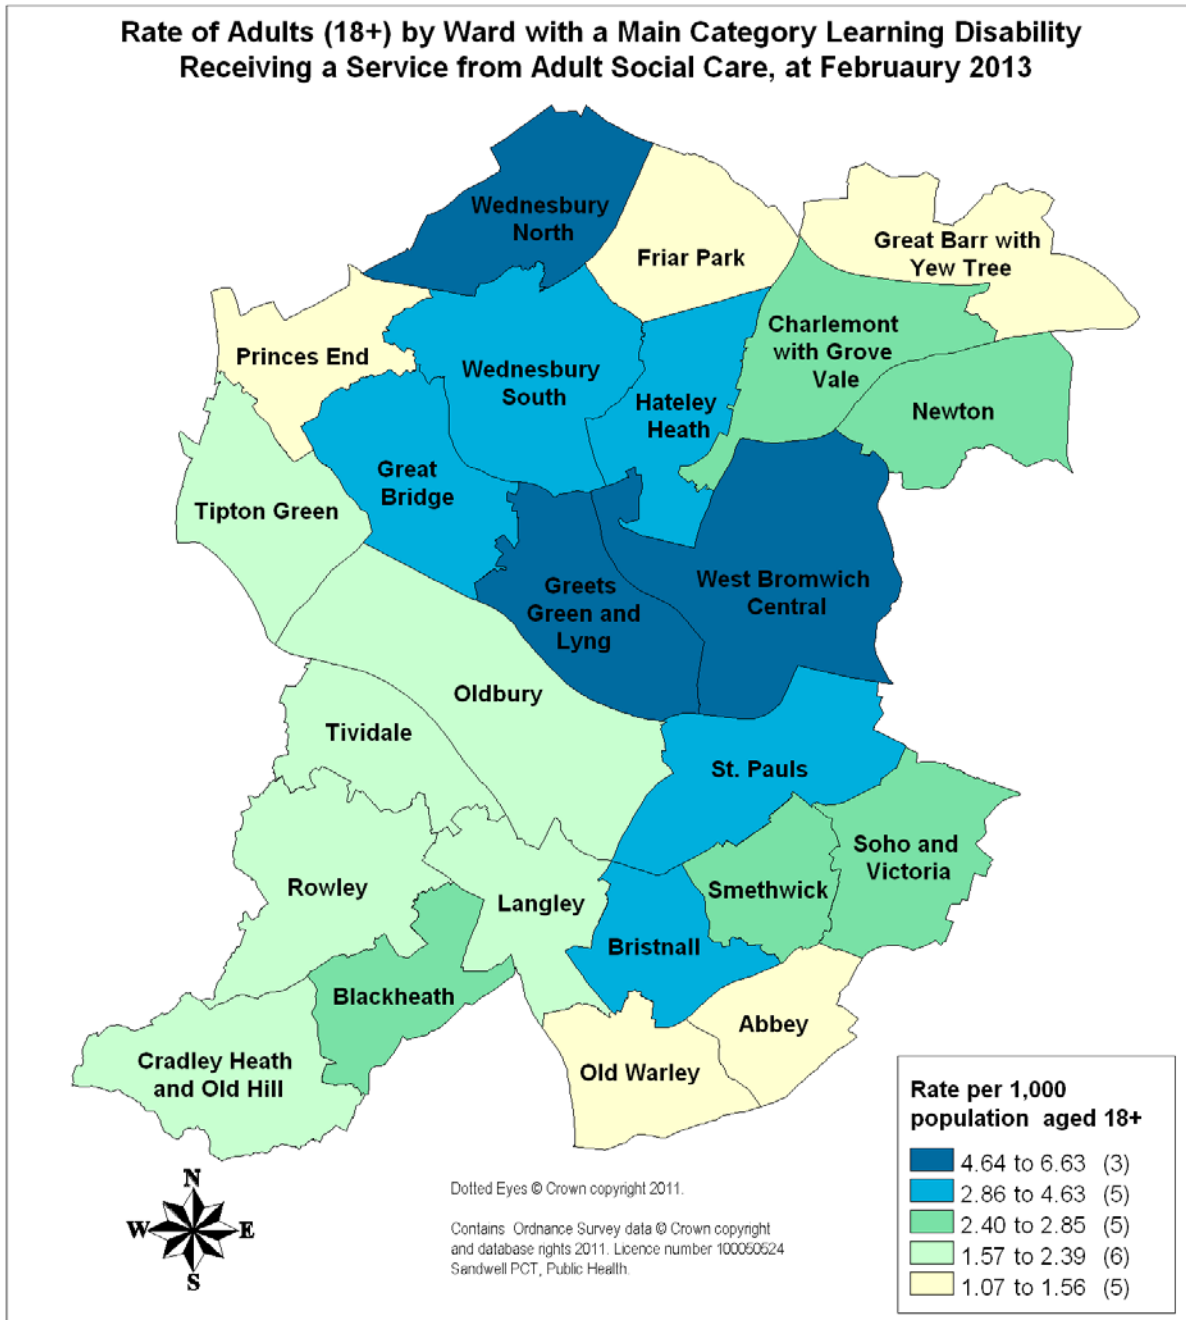 Rate of Adults (18+) by Ward with a Main Category Learning Disability
Receiving a Service from Adult Social Care, at Februaury 2013
Wednesbury
North
Friar Park
Great Barr with
Yew Tree
Princes End
Wednesbury
South
Charlemont
with Grove
Vale
Hateley
Heath
Newton
Great
Bridge
Tipton Green
Greets
Green and
Lyng
West Bromwich
Central
Oldbury
Tividale
St. Pauls
Soho and
Victoria
Rowley
Langley
Smethwick
Bristnall
Blackheath
Abbey
Cradley Heath
and Old Hill
Old Warley
Rate per 1,000
population aged 18+
4.64 to 6.63 (3)
2.86 to 4.63 (5)
2.40 to 2.85 (5)
1.57 to 2.39 (6)
1.07 to 1.56 (5)
N
W E
S
Dotted Eyes © Crown copyright 2011.
Contains Ordnance Survey data © Crown copyright
and database rights 2011. Licence number 100050524
Sandwell PCT, Public Health.